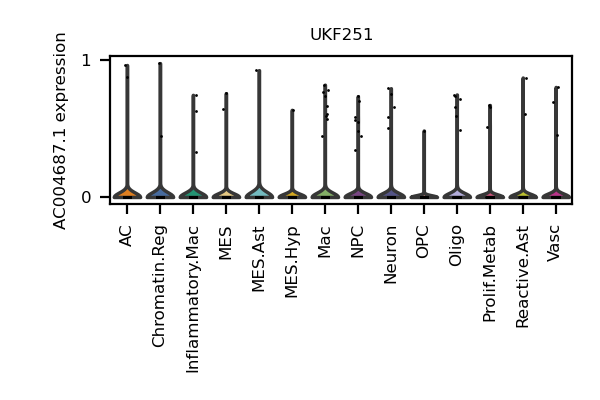 UKF251
AC004687.1 expression
1
0
AC
Chromatin.Reg
Inflammatory.Mac
MES
MES.Ast
MES.Hyp
Mac
NPC
Neuron
OPC
Oligo
Prolif.Metab
Reactive.Ast
Vasc